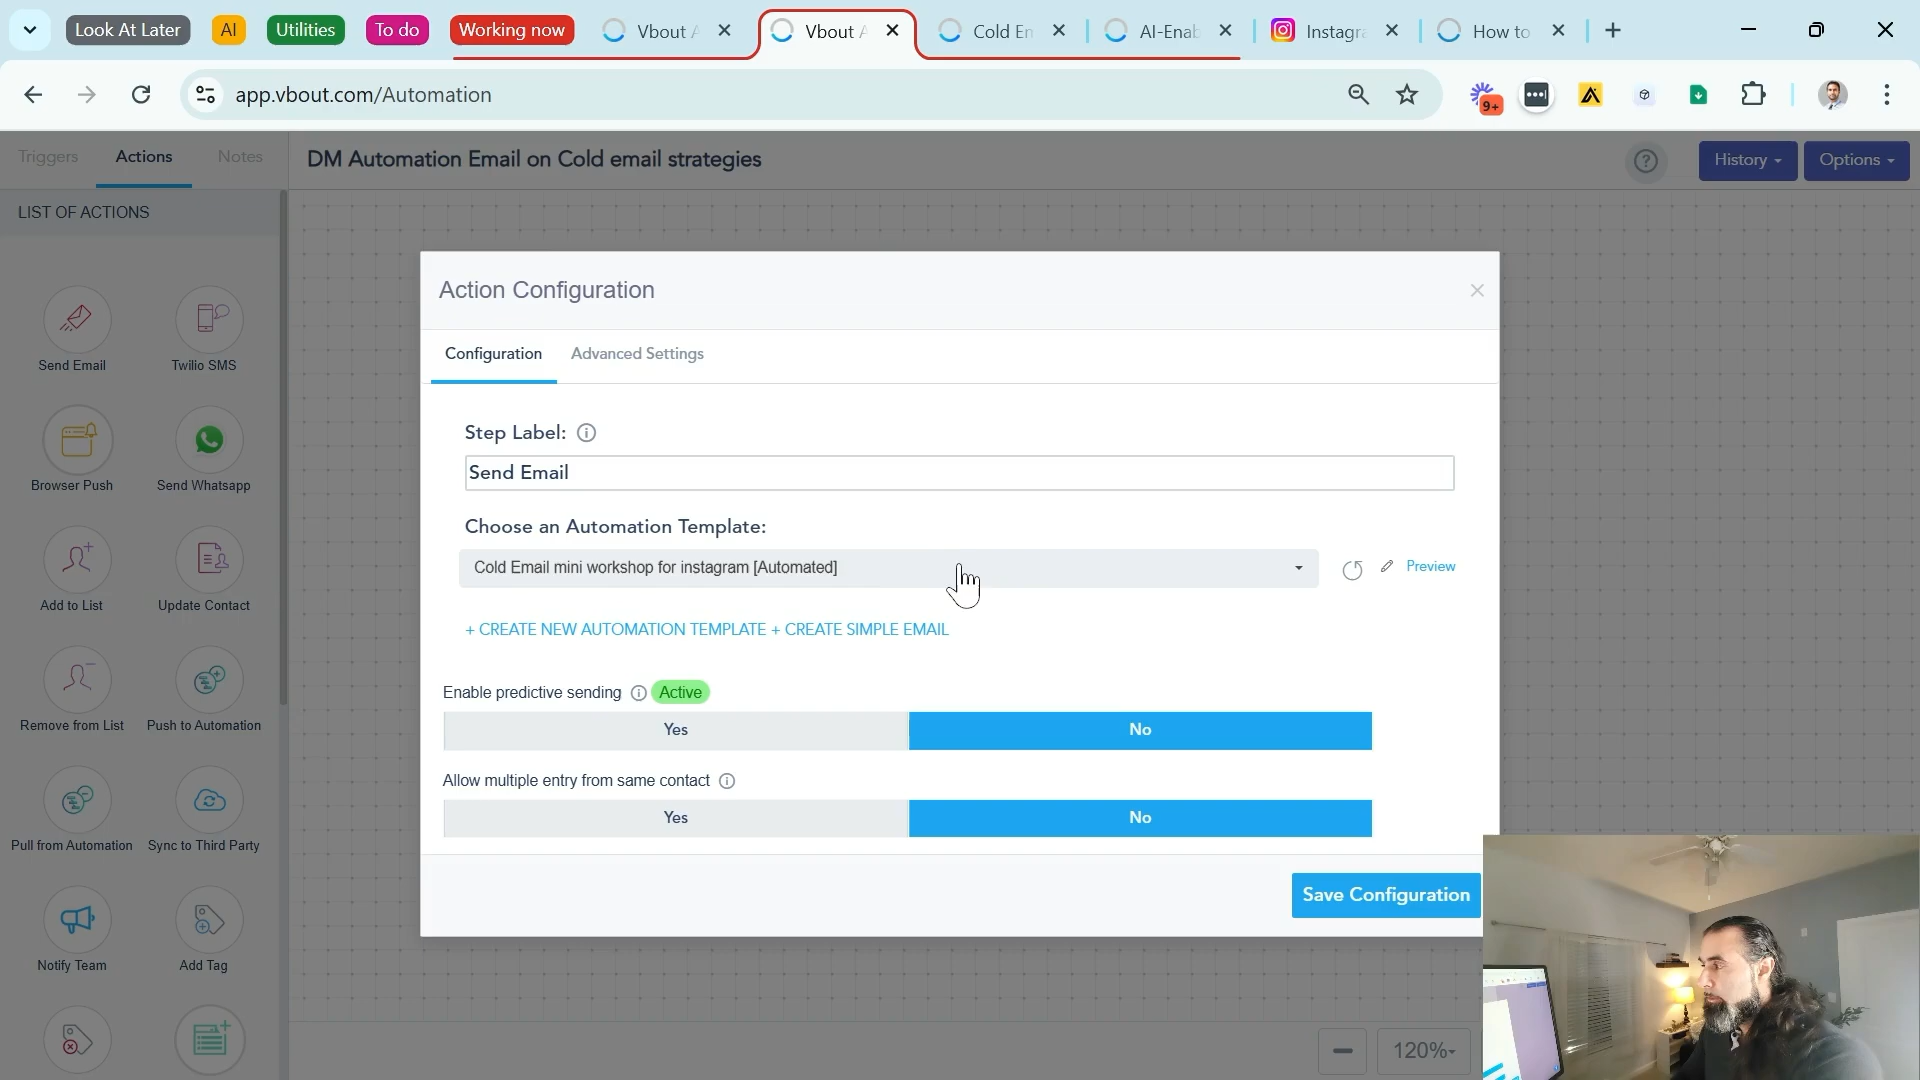 Look At Later
AI
Utilities
To do
Working now
Vbout A
Vbout A
Cold Em
AI-Enab
Instagra
How to
app.vbout.com/Automation
9+
Triggers
Actions
Notes
DM Automation Email on Cold email strategies
History
Options
LIST OF ACTIONS
Send Email
Twilio SMS
Browser Push
Send Whatsapp
Add to List
Update Contact
Remove from List
Push to Automation
Pull from Automation
Sync to Third Party
Notify Team
Add Tag
Action Configuration
Configuration
Advanced Settings
Step Label:
Send Email
Choose an Automation Template:
Cold Email mini workshop for instagram [Automated]
Preview
+ CREATE NEW AUTOMATION TEMPLATE + CREATE SIMPLE EMAIL
Enable predictive sending
Active
Yes
No
Allow multiple entry from same contact
Yes
No
Save Configuration
120%